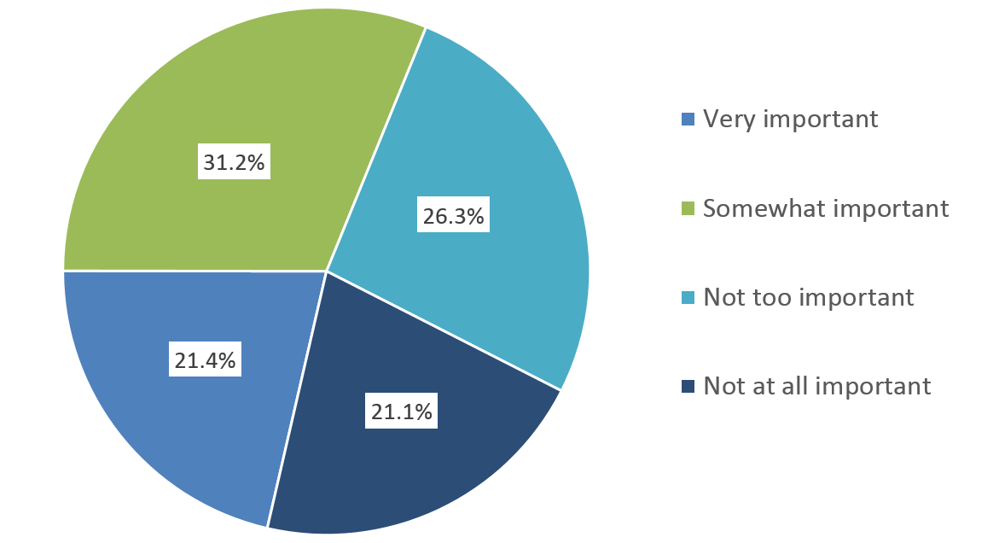 31.2%
26.3%
21.4%
21.1%
Very important
Somewhat important
Not too important
Not at all important